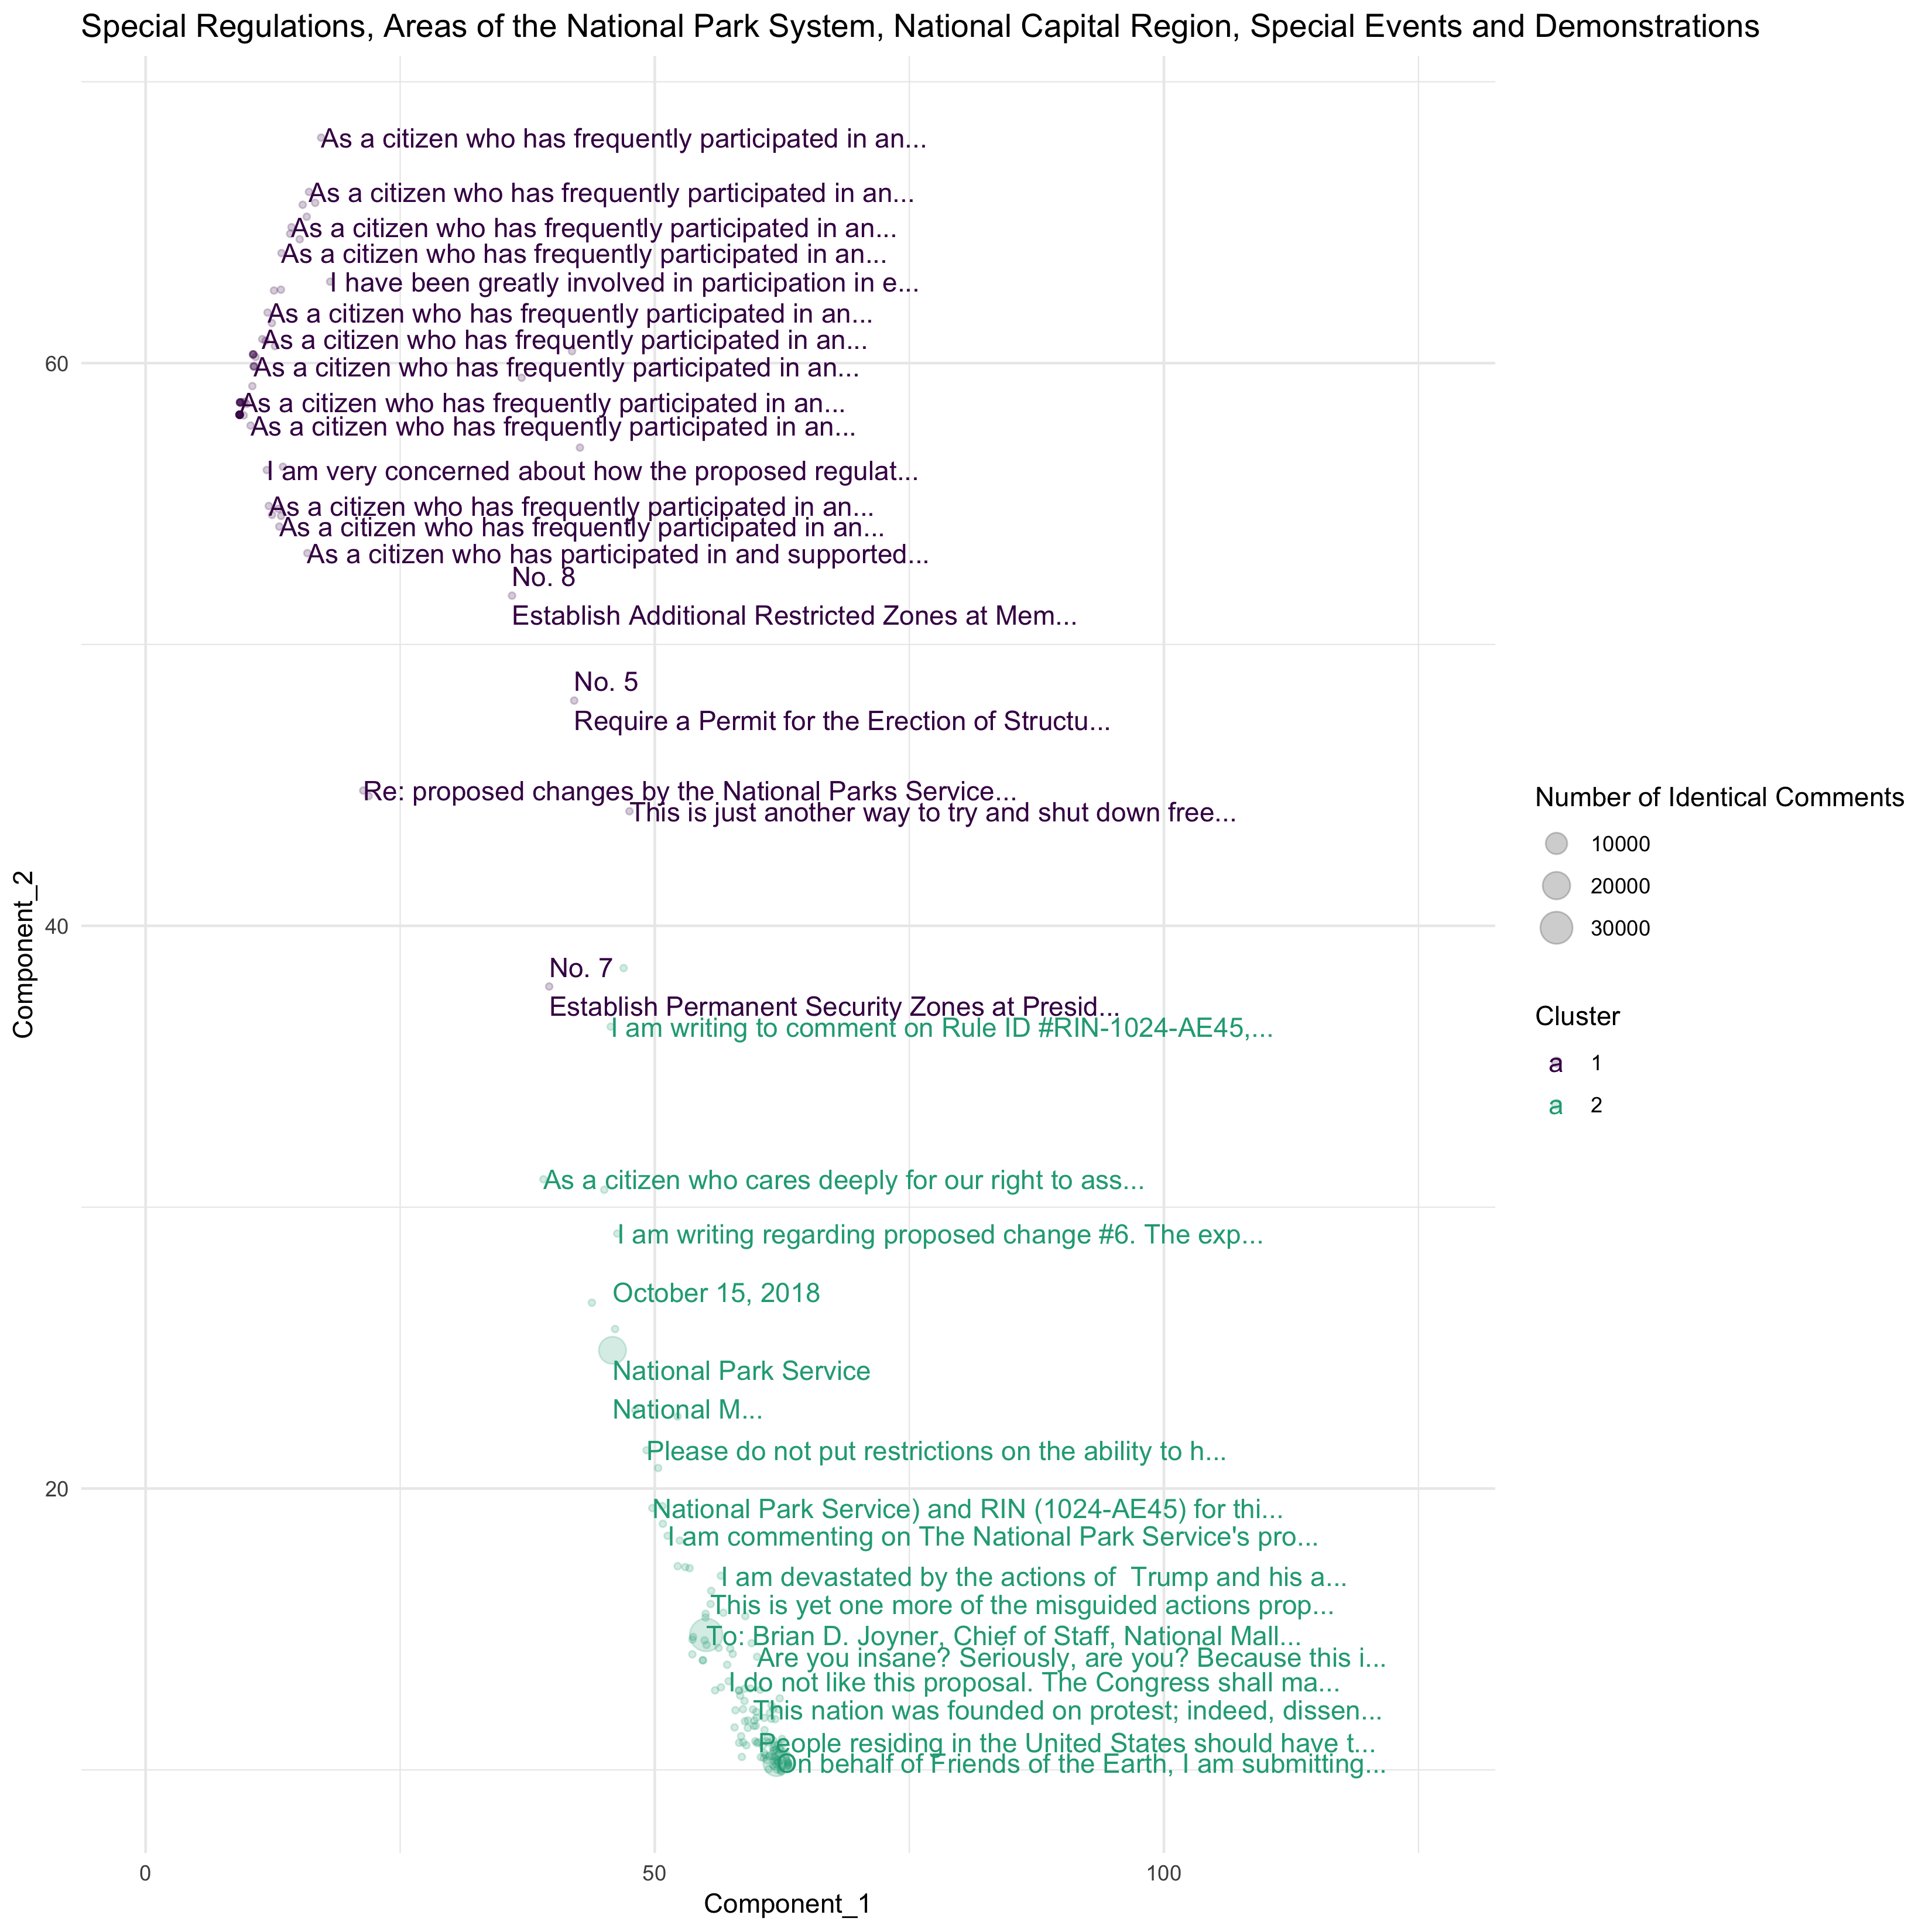 Special Regulations, Areas of the National Park System, National Capital Region, Special Events and Demonstrations
As a citizen who has frequently participated in an...
As a citizen who has frequently participated in an...
As a citizen who has frequently participated in an...
As a citizen who has frequently participated in an...
I have been greatly involved in participation in e...
As a citizen who has frequently participated in an...
As a citizen who has frequently participated in an...
As a citizen who has frequently participated in an...
As a citizen who has frequently participated in an...
As a citizen who has frequently participated in an...
I am very concerned about how the proposed regulat...
As a citizen who has frequently participated in an...
As a citizen who has frequently participated in an...
As a citizen who has participated in and supported...
No. 8
Establish Additional Restricted Zones at Mem...
No. 5
Require a Permit for the Erection of Structu...
Re: proposed changes by the National Parks Service...
This is just another way to try and shut down free...
No. 7
Establish Permanent Security Zones at Presid...
I am writing to comment on Rule ID #RIN-1024-AE45,...
As a citizen who cares deeply for our right to ass...
I am writing regarding proposed change #6. The exp...
October 15, 2018
National Park Service
National M...
Please do not put restrictions on the ability to h...
National Park Service) and RIN (1024-AE45) for thi...
I am commenting on The National Park Service's pro...
I am devastated by the actions of  Trump and his a...
This is yet one more of the misguided actions prop...
To: Brian D. Joyner, Chief of Staff, National Mall...
Are you insane? Seriously, are you? Because this i...
I do not like this proposal. The Congress shall ma...
This nation was founded on protest; indeed, dissen...
People residing in the United States should have t...
On behalf of Friends of the Earth, I am submitting...
60
40
20
Component_2
0
50
100
Component_1
Number of Identical Comments
10000
20000
30000
Cluster
a 1
a 2